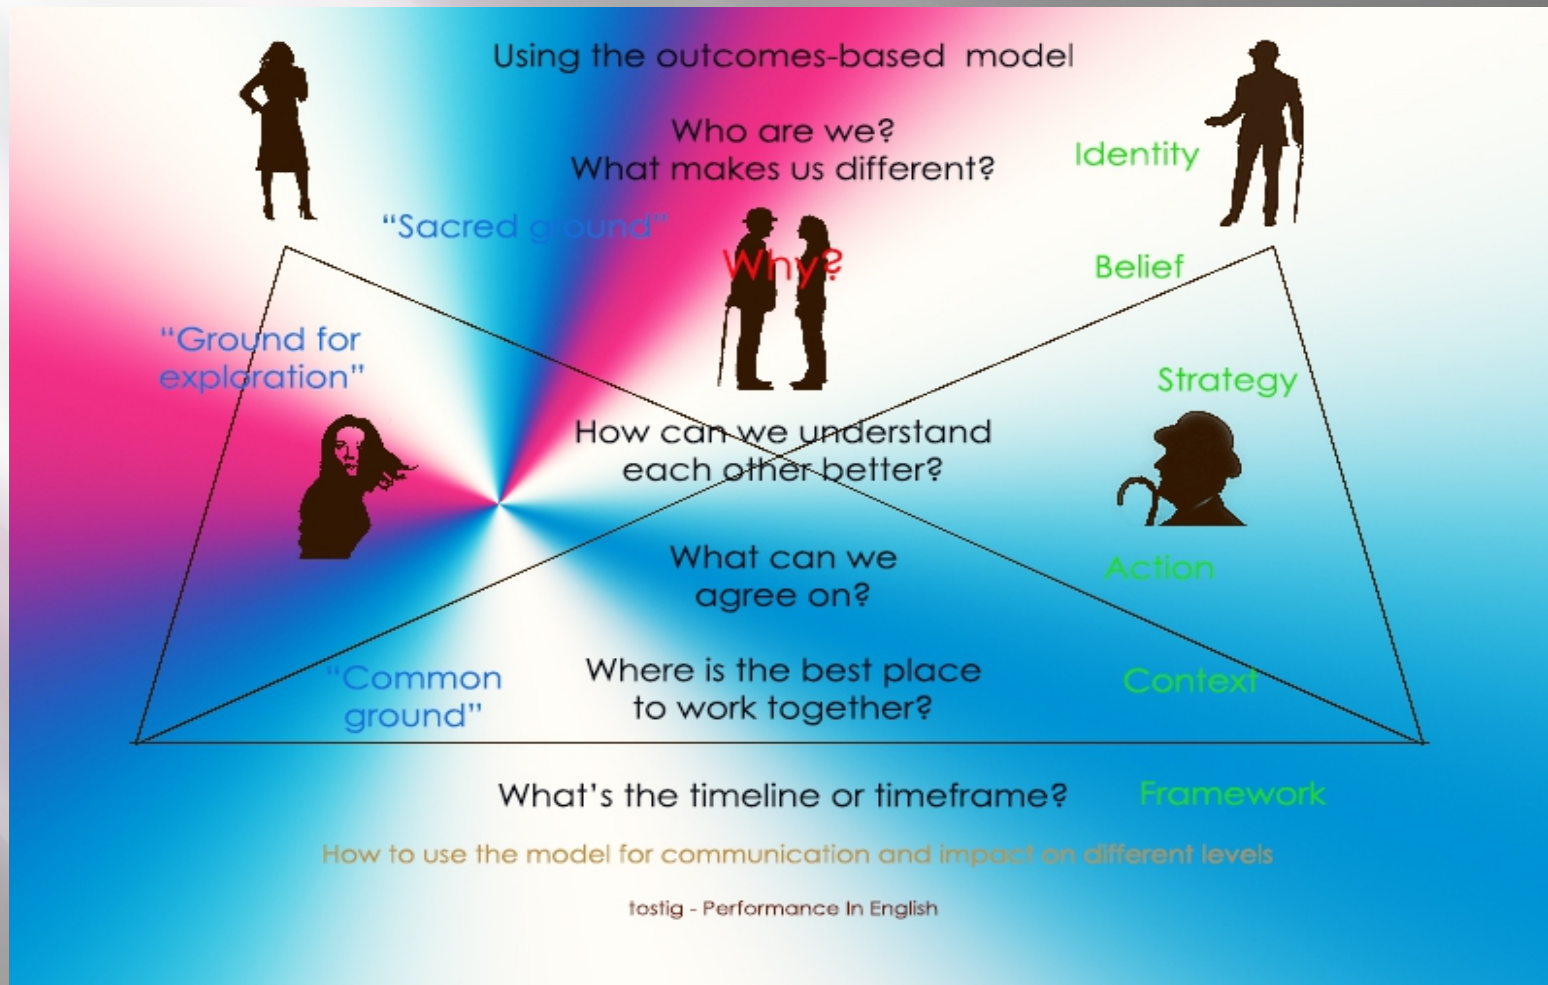 Using the outcomes-based model
Who are we?
What makes us different?
Identity
“Sacred ground”
Why?
Belief
“Ground for
exploration”
Strategy
How can we understand
each other better?
What can we
agree on?
Action
“Common
ground”
Where is the best place
to work together?
Context
What’s the timeline or timeframe?
Framework
How to use the model for communication and impact on different levels
tostig - Performance In English